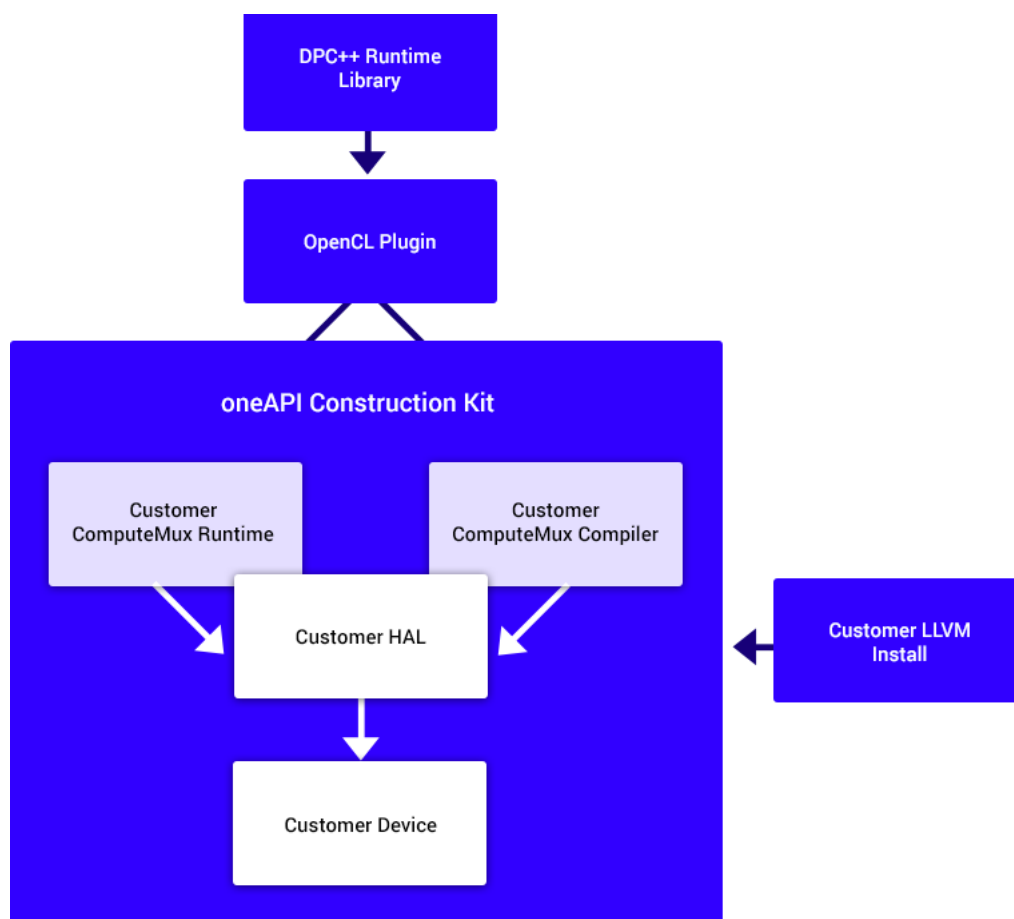 DPC++ Runtime
Library
OpenCL Plugin
oneAPI Construction Kit
Customer
ComputeMux Runtime
Customer
ComputeMux Compiler
Customer HAL
Customer LLVM
Install
Customer Device